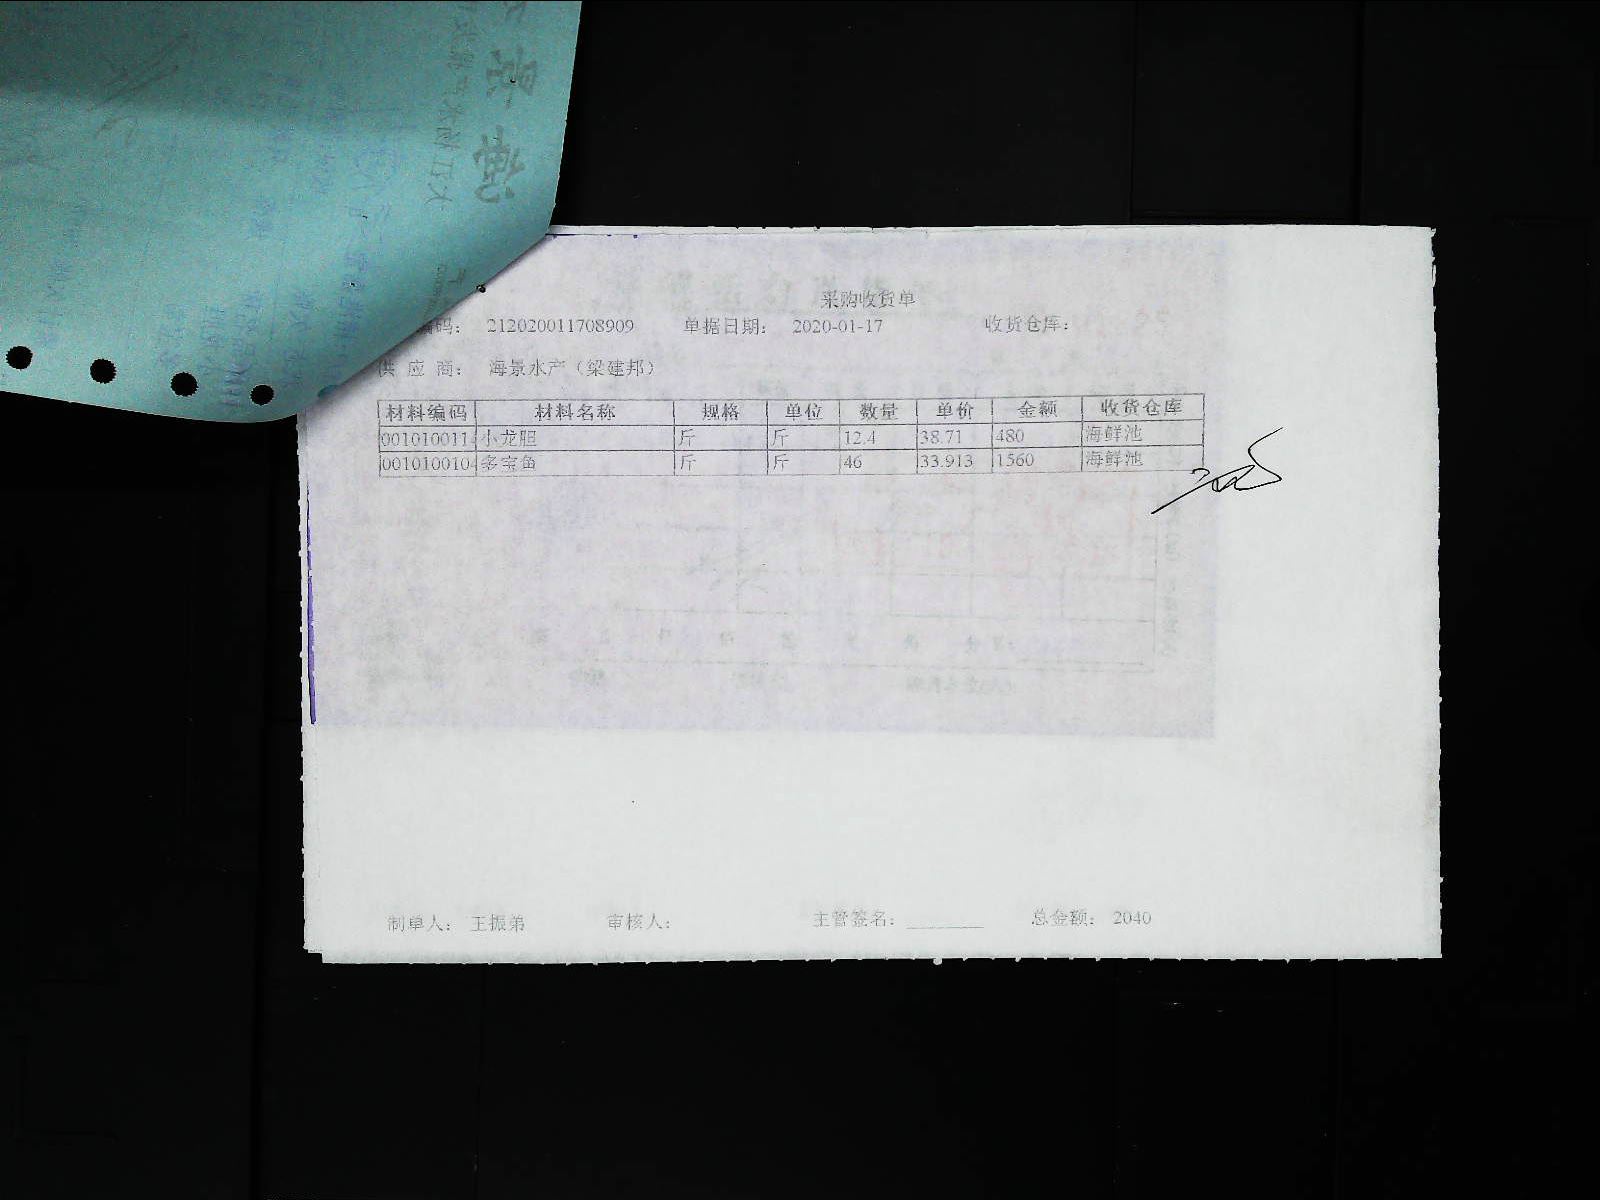 采购收货单
编码: 212020011708909 单据日期: 2020-01-17 收货仓库:
供应商: 海景水产（梁建邦）
材料编码 材料名称 规格 单位 数量 单价 金额 收货仓库
001010011 小龙胆 斤 斤 12.4 38.71 480 海鲜池
001010010 多宝鱼 斤 斤 46 33.913 1560 海鲜池
制单人: 王振弟 审核人: 主管签名: ________ 总金额: 2040